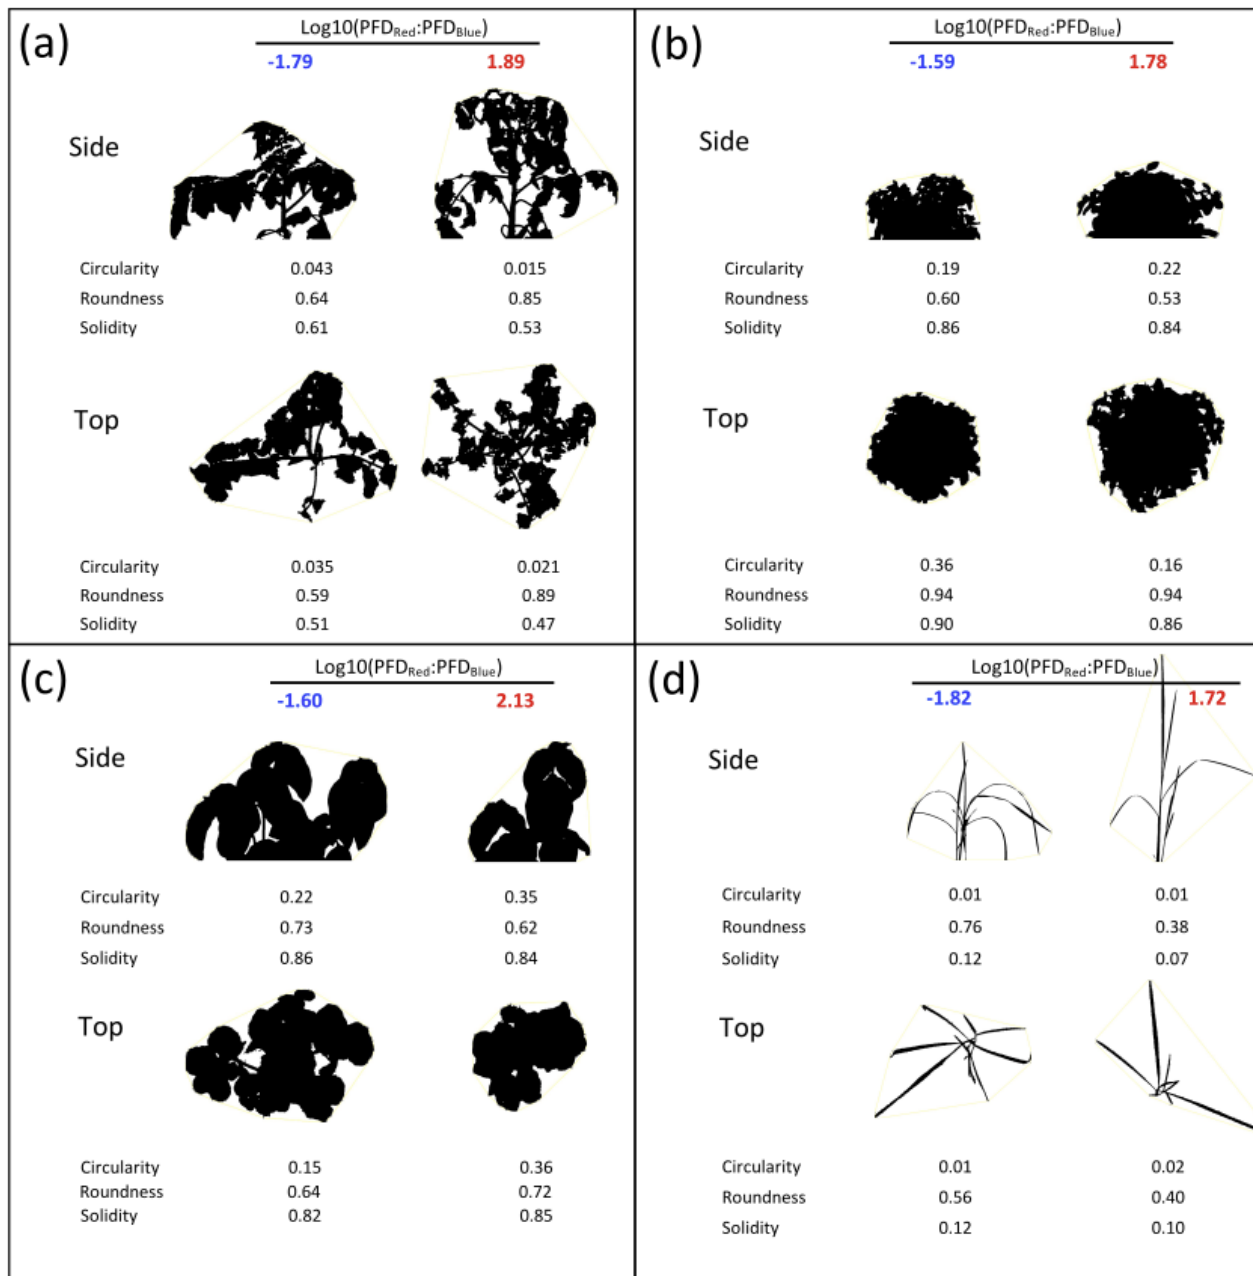 (a)
Log10(PFDRed:PFDBlue)
-1.79 1.89
Side
Circularity 0.043 0.015
Roundness 0.64 0.85
Solidity 0.61 0.53
Top
Circularity 0.035 0.021
Roundness 0.59 0.89
Solidity 0.51 0.47
(b)
Log10(PFDRed:PFDBlue)
-1.59 1.78
Side
Circularity 0.19 0.22
Roundness 0.60 0.53
Solidity 0.86 0.84
Top
Circularity 0.36 0.16
Roundness 0.94 0.94
Solidity 0.90 0.86
(c)
Log10(PFDRed:PFDBlue)
-1.60 2.13
Side
Circularity 0.22 0.35
Roundness 0.73 0.62
Solidity 0.86 0.84
Top
Circularity 0.15 0.36
Roundness 0.64 0.72
Solidity 0.82 0.85
(d)
Log10(PFDRed:PFDBlue)
-1.82 1.72
Side
Circularity 0.01 0.01
Roundness 0.76 0.38
Solidity 0.12 0.07
Top
Circularity 0.01 0.02
Roundness 0.56 0.40
Solidity 0.12 0.10